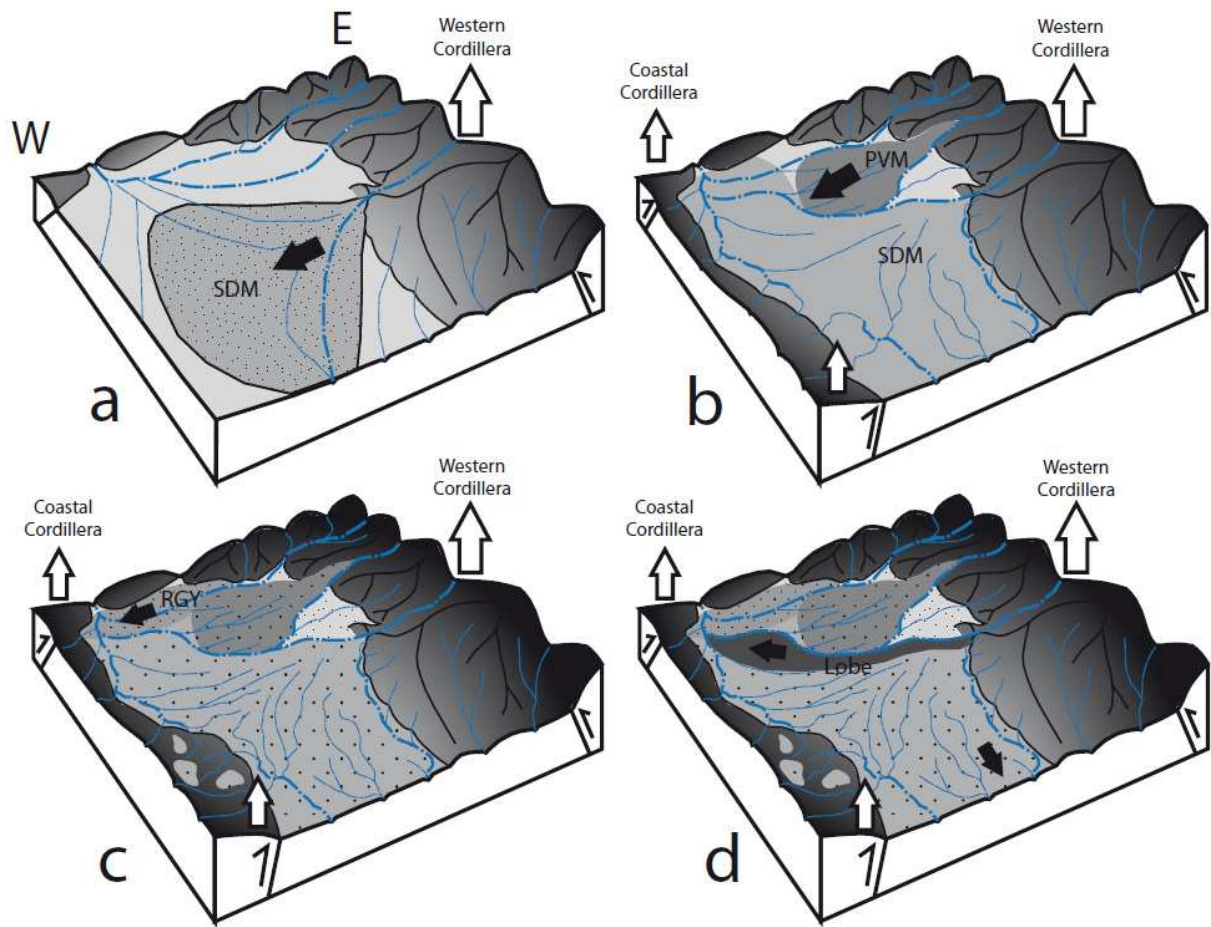 E
Western
Cordillera
W
SDM
a
Western
Cordillera
Coastal
Cordillera
PVM
SDM
b
Western
Cordillera
Coastal
Cordillera
RGY
c
Western
Cordillera
Coastal
Cordillera
Lobe
d